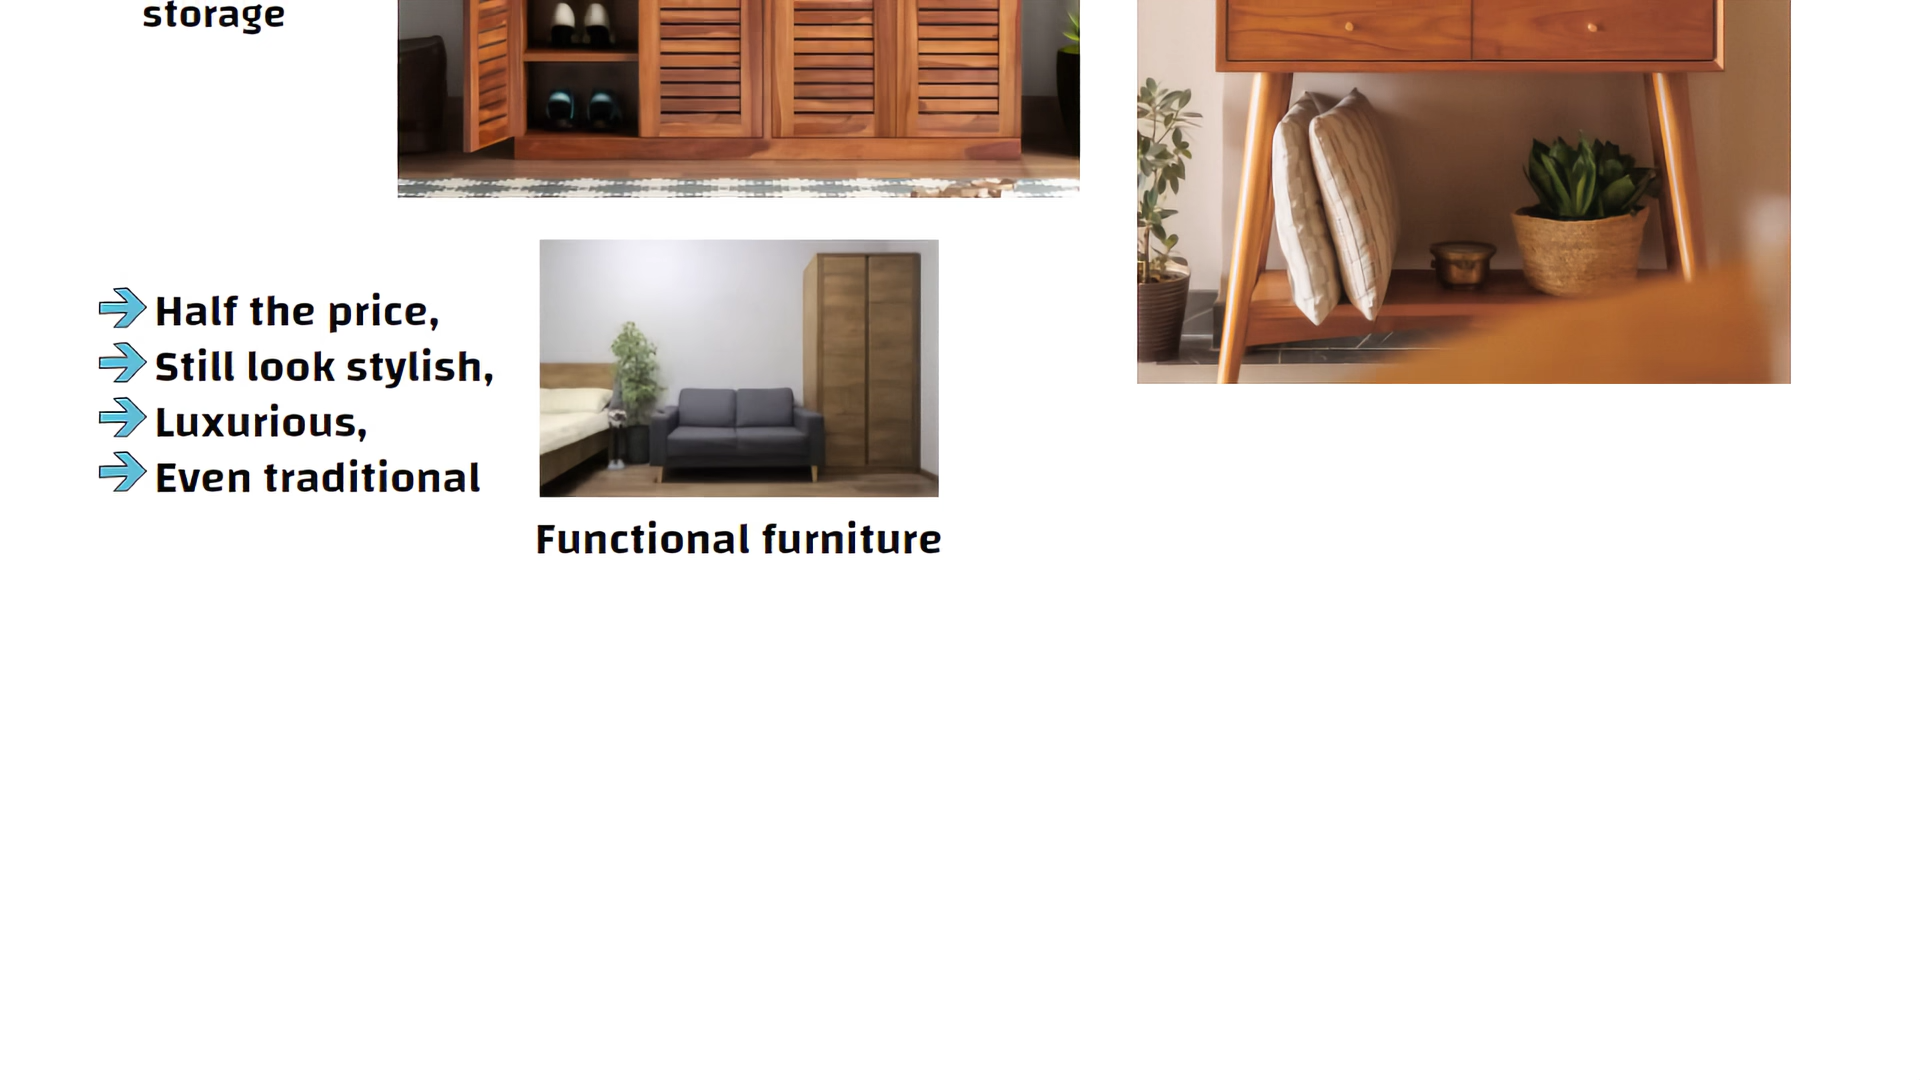 storage
Half the price,
Still look stylish,
Luxurious,
Even traditional
Functional furniture